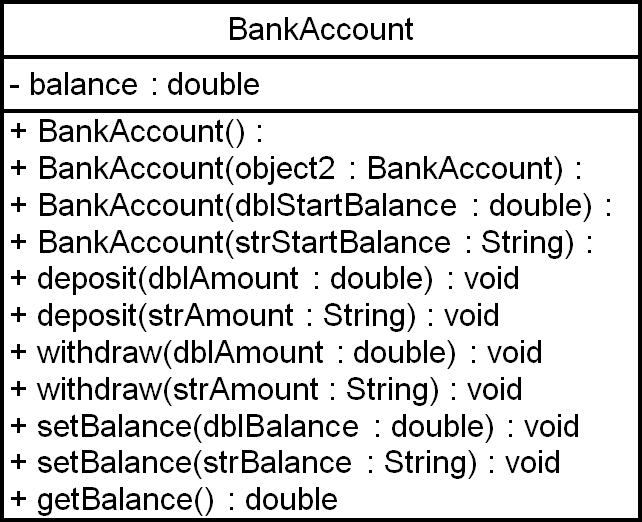 BankAccount
- balance : double
+ BankAccount() :
+ BankAccount(object2 : BankAccount) :
+ BankAccount(dblStartBalance : double) :
+ BankAccount(strStartBalance : String) :
+ deposit(dblAmount : double) : void
+ deposit(strAmount : String) : void
+ withdraw(dblAmount : double) : void
+ withdraw(strAmount : String) : void
+ setBalance(dblBalance : double) : void
+ setBalance(strBalance : String) : void
+ getBalance() : double